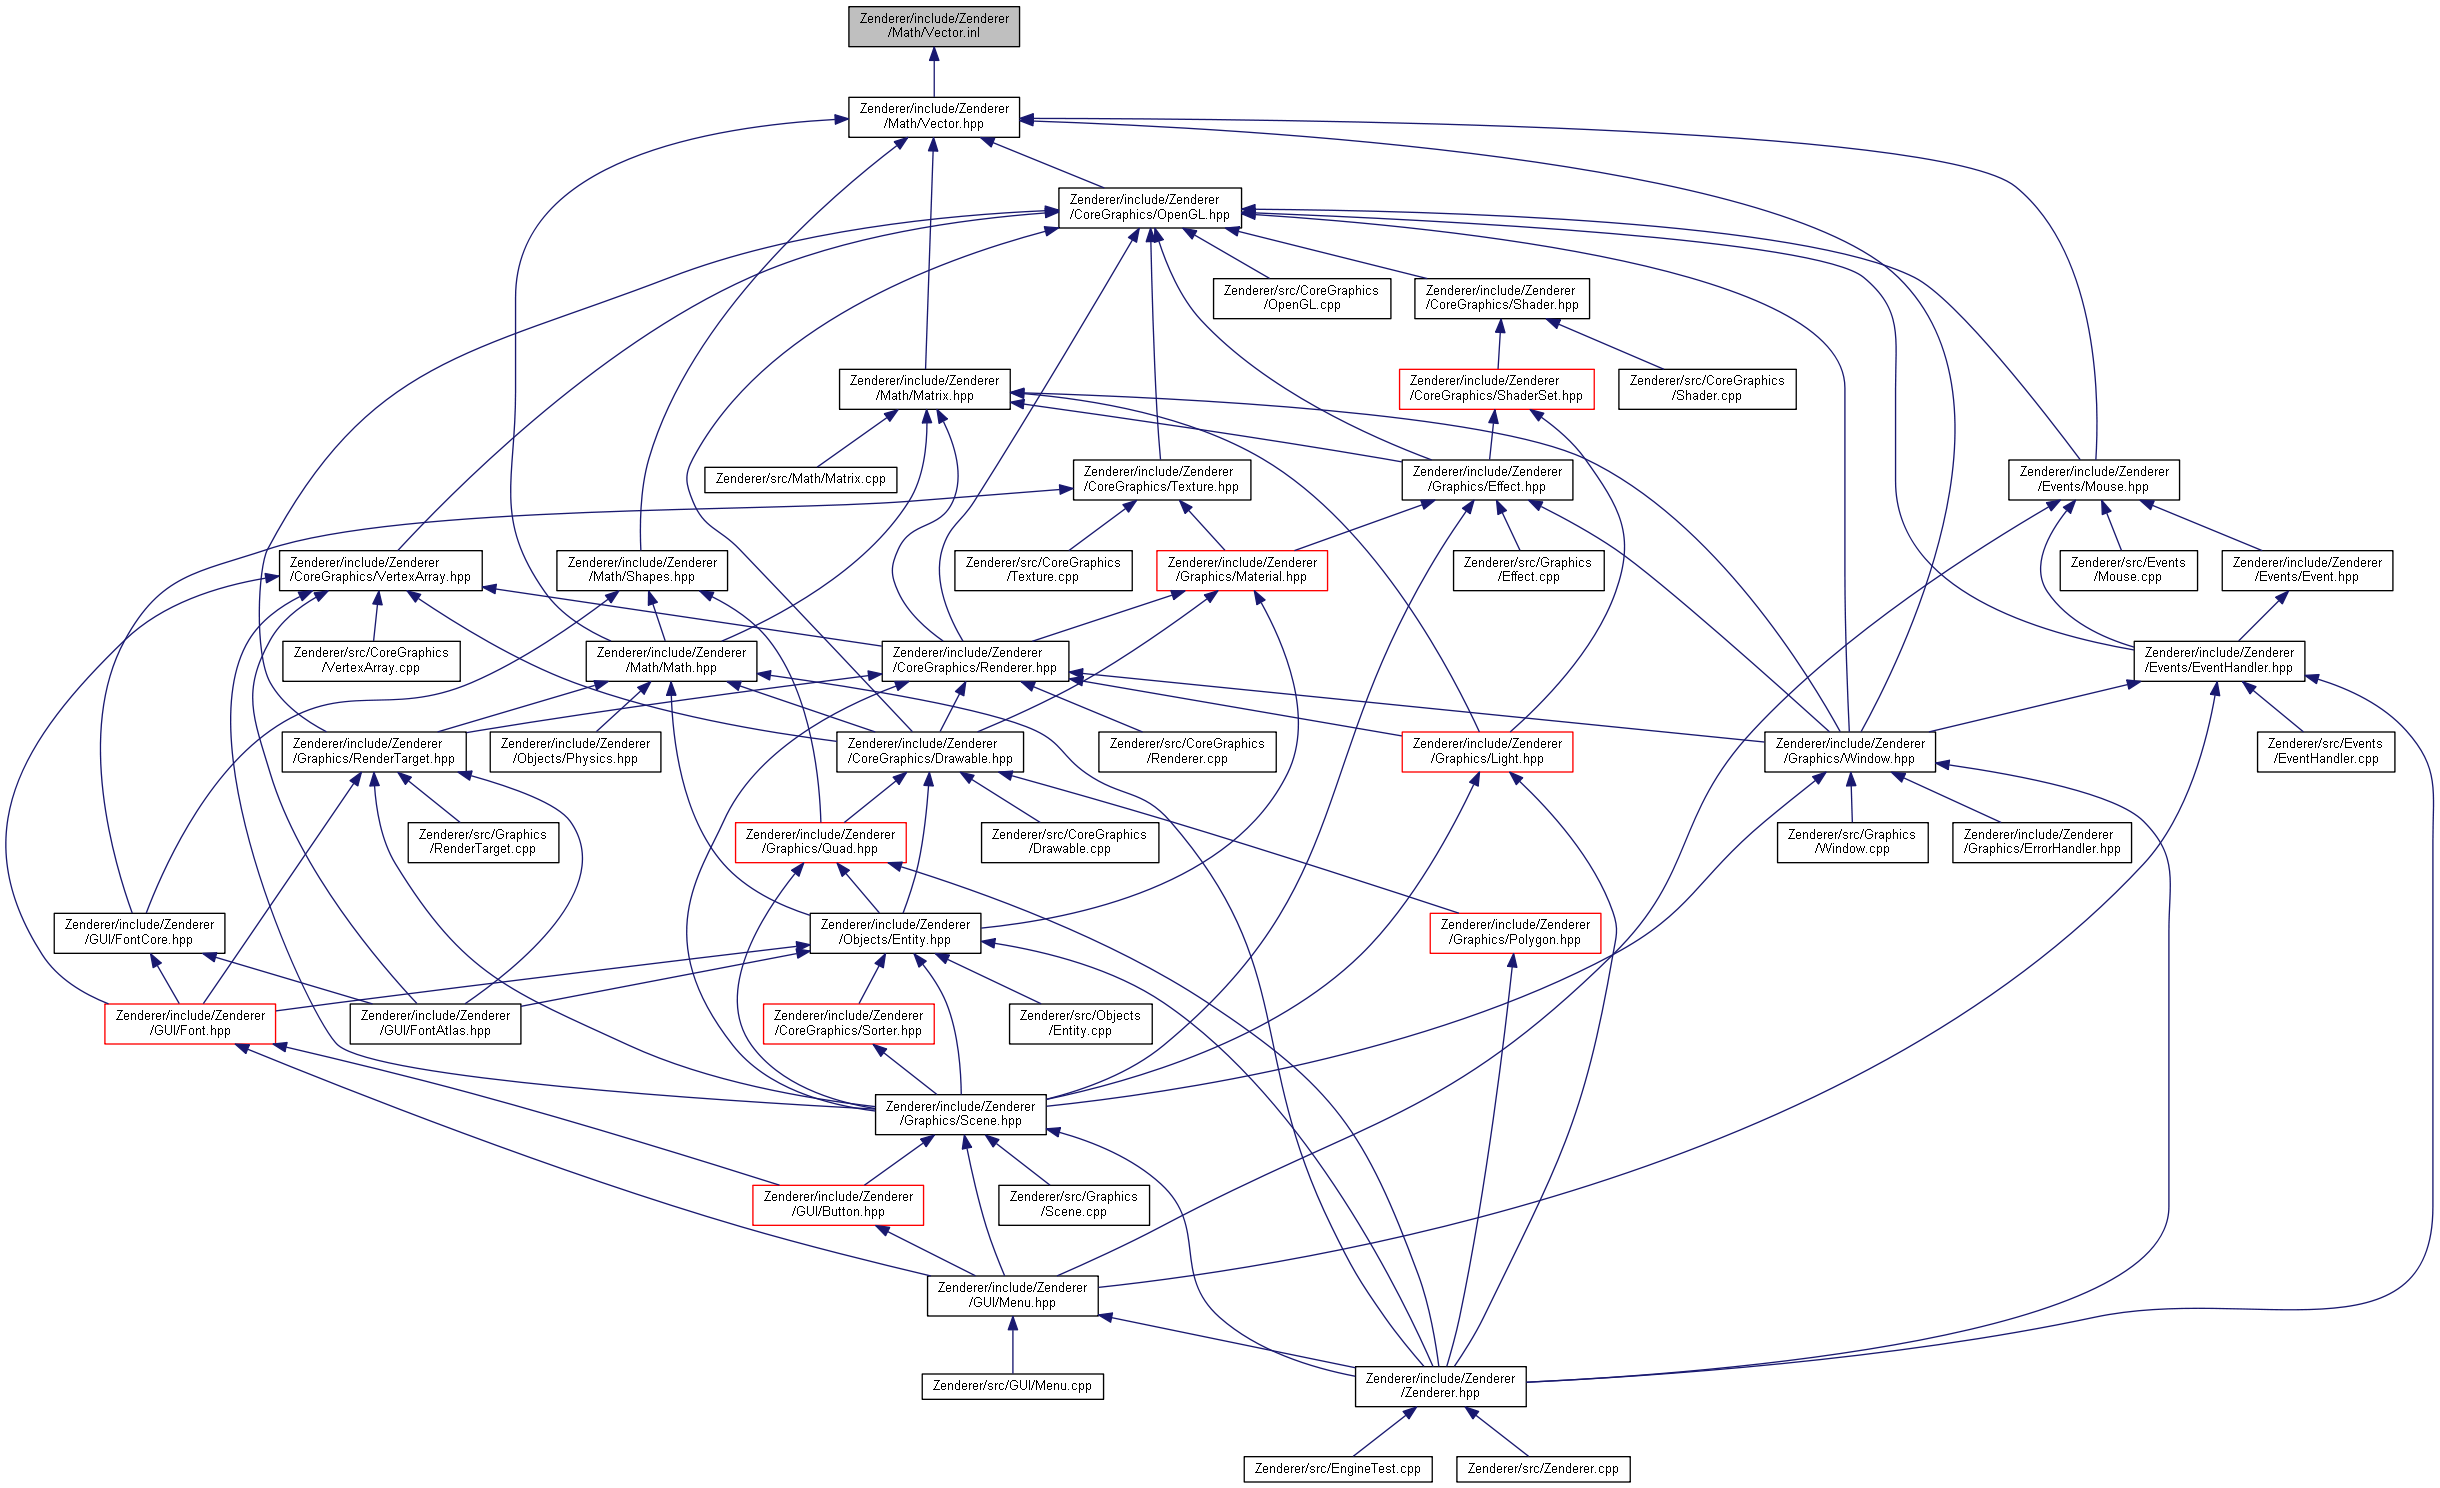 Zenderer/include/Zenderer
/Math/Vector.inl
Zenderer/include/Zenderer
/Math/Vector.hpp
Zenderer/include/Zenderer
/CoreGraphics/OpenGL.hpp
Zenderer/src/CoreGraphics
/OpenGL.cpp
Zenderer/include/Zenderer
/CoreGraphics/Shader.hpp
Zenderer/include/Zenderer
/Math/Matrix.hpp
Zenderer/include/Zenderer
/CoreGraphics/ShaderSet.hpp
Zenderer/src/CoreGraphics
/Shader.cpp
Zenderer/src/Math/Matrix.cpp
Zenderer/include/Zenderer
/CoreGraphics/Texture.hpp
Zenderer/include/Zenderer
/Graphics/Effect.hpp
Zenderer/include/Zenderer
/Events/Mouse.hpp
Zenderer/include/Zenderer
/CoreGraphics/VertexArray.hpp
Zenderer/include/Zenderer
/Math/Shapes.hpp
Zenderer/src/CoreGraphics
/Texture.cpp
Zenderer/include/Zenderer
/Graphics/Material.hpp
Zenderer/src/Graphics
/Effect.cpp
Zenderer/src/Events
/Mouse.cpp
Zenderer/include/Zenderer
/Events/Event.hpp
Zenderer/src/CoreGraphics
/VertexArray.cpp
Zenderer/include/Zenderer
/Math/Math.hpp
Zenderer/include/Zenderer
/CoreGraphics/Renderer.hpp
Zenderer/include/Zenderer
/Events/EventHandler.hpp
Zenderer/include/Zenderer
/Graphics/RenderTarget.hpp
Zenderer/include/Zenderer
/Objects/Physics.hpp
Zenderer/include/Zenderer
/CoreGraphics/Drawable.hpp
Zenderer/src/CoreGraphics
/Renderer.cpp
Zenderer/include/Zenderer
/Graphics/Light.hpp
Zenderer/include/Zenderer
/Graphics/Window.hpp
Zenderer/src/Events
/EventHandler.cpp
Zenderer/src/Graphics
/RenderTarget.cpp
Zenderer/include/Zenderer
/Graphics/Quad.hpp
Zenderer/src/CoreGraphics
/Drawable.cpp
Zenderer/src/Graphics
/Window.cpp
Zenderer/include/Zenderer
/Graphics/ErrorHandler.hpp
Zenderer/include/Zenderer
/GUI/FontCore.hpp
Zenderer/include/Zenderer
/Objects/Entity.hpp
Zenderer/include/Zenderer
/Graphics/Polygon.hpp
Zenderer/include/Zenderer
/GUI/Font.hpp
Zenderer/include/Zenderer
/GUI/FontAtlas.hpp
Zenderer/include/Zenderer
/CoreGraphics/Sorter.hpp
Zenderer/src/Objects
/Entity.cpp
Zenderer/include/Zenderer
/Graphics/Scene.hpp
Zenderer/include/Zenderer
/GUI/Button.hpp
Zenderer/src/Graphics
/Scene.cpp
Zenderer/include/Zenderer
/GUI/Menu.hpp
Zenderer/src/GUI/Menu.cpp
Zenderer/include/Zenderer
/Zenderer.hpp
Zenderer/src/EngineTest.cpp
Zenderer/src/Zenderer.cpp